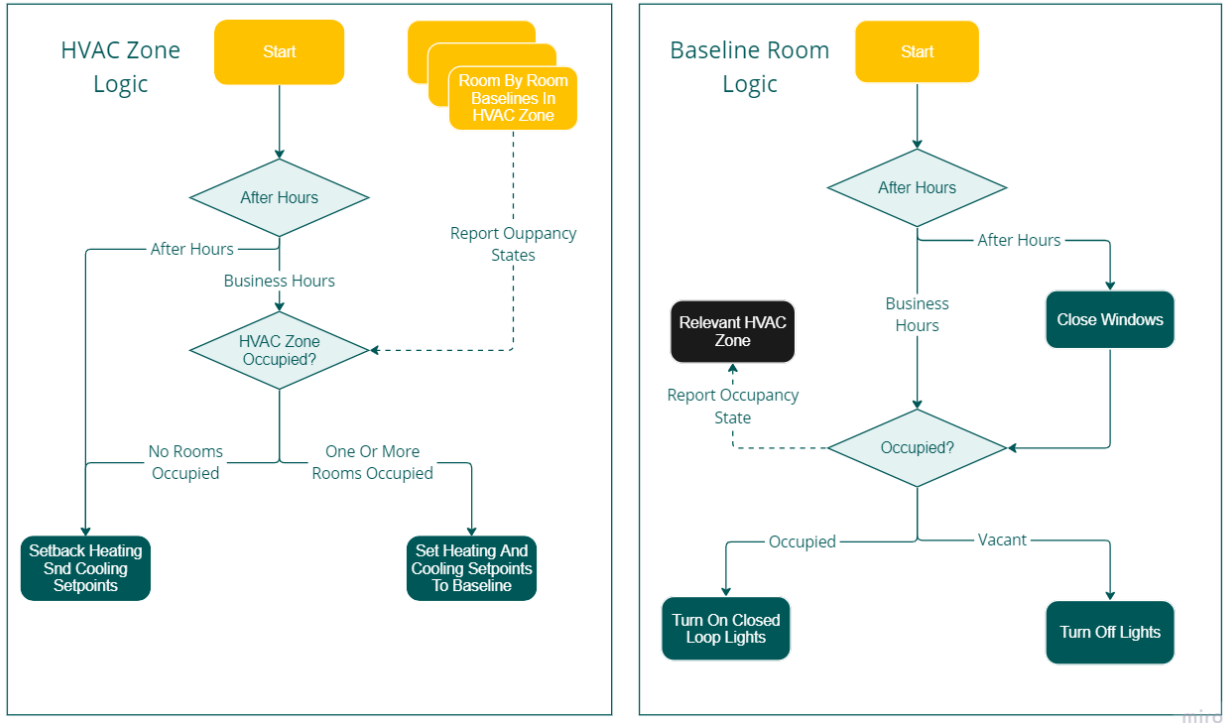 HVAC Zone
Logic
Start
Room By Room
Baselines In
HVAC Zone
After Hours
After Hours
Report Ouppancy
States
Business Hours
HVAC Zone
Occupied?
No Rooms
Occupied
One Or More
Rooms Occupied
Setback Heating
Snd Cooling
Setpoints
Set Heating And
Cooling Setpoints
To Baseline
Baseline Room
Logic
Start
After Hours
After Hours
Business
Hours
Close Windows
Relevant HVAC
Zone
Report Occupancy
State
Occupied?
Occupied
Vacant
Turn On Closed
Loop Lights
Turn Off Lights
miro